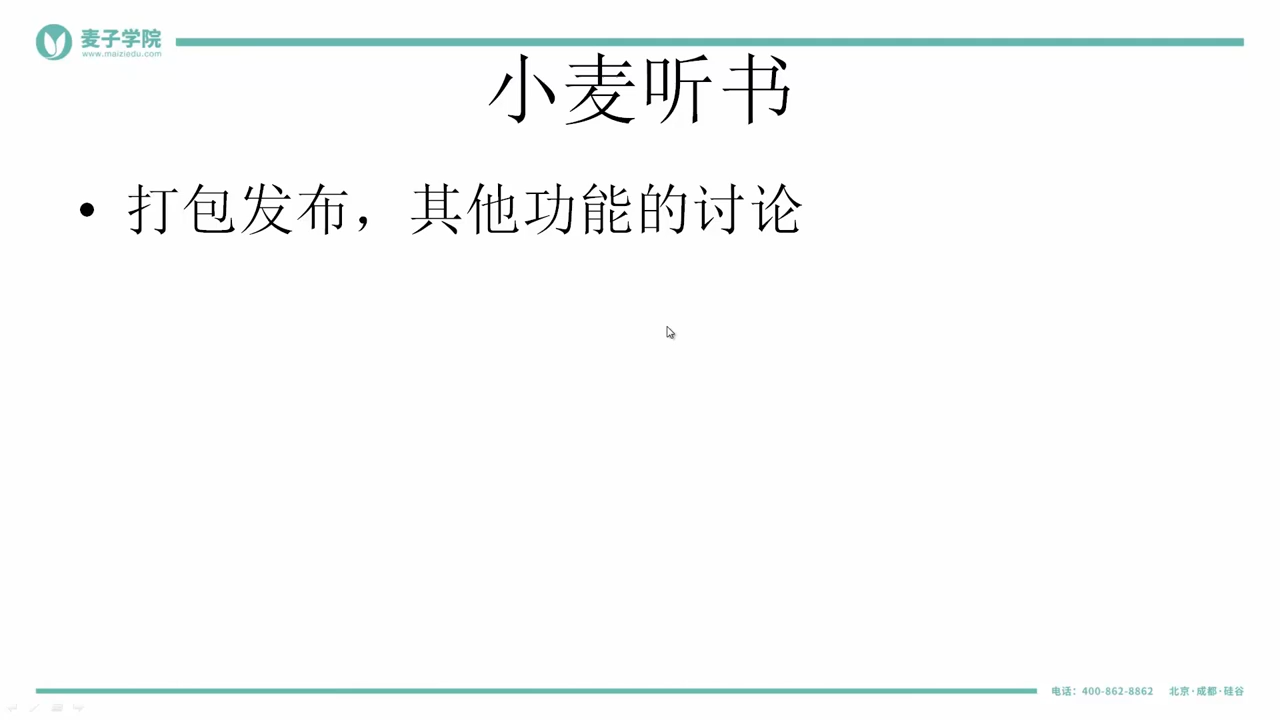 麦子学院
www.maiziedu.com
小麦听书
• 打包发布，其他功能的讨论
电话：400-862-8862 北京·成都·硅谷